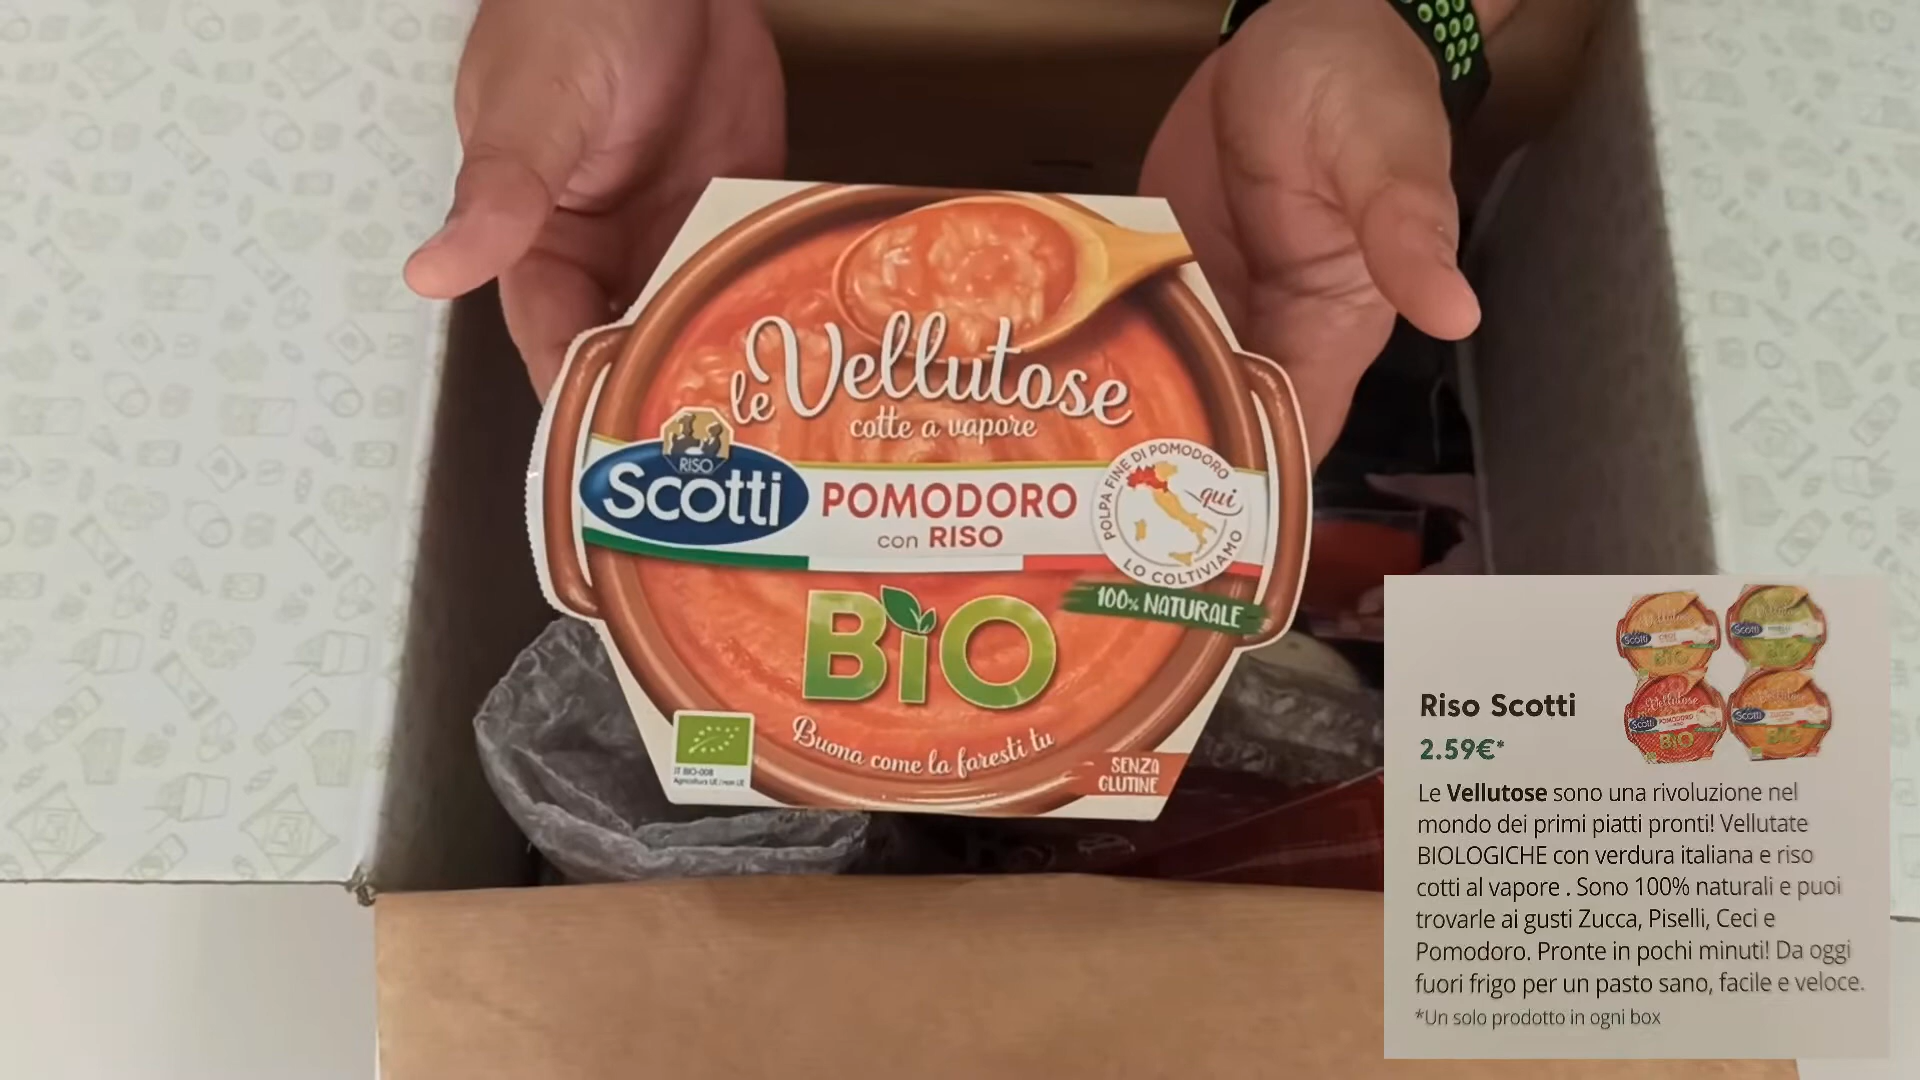 le Vellutose
cotte a vapore
RISO
Scotti
POMODORO
con RISO
POLPA FINE DI POMODORO
qui
LO COLTIVIAMO
100% NATURALE
BIO
Buona come la faresti tu
IT BIO-008
Agricoltura UE/non UE
SENZA
GLUTINE
Riso Scotti
2.59€*
Le Vellutose sono una rivoluzione nel
mondo dei primi piatti pronti! Vellutate
BIOLOGICHE con verdura italiana e riso
cotti al vapore . Sono 100% naturali e puoi
trovarle ai gusti Zucca, Piselli, Ceci e
Pomodoro. Pronte in pochi minuti! Da oggi
fuori frigo per un pasto sano, facile e veloce.
*Un solo prodotto in ogni box